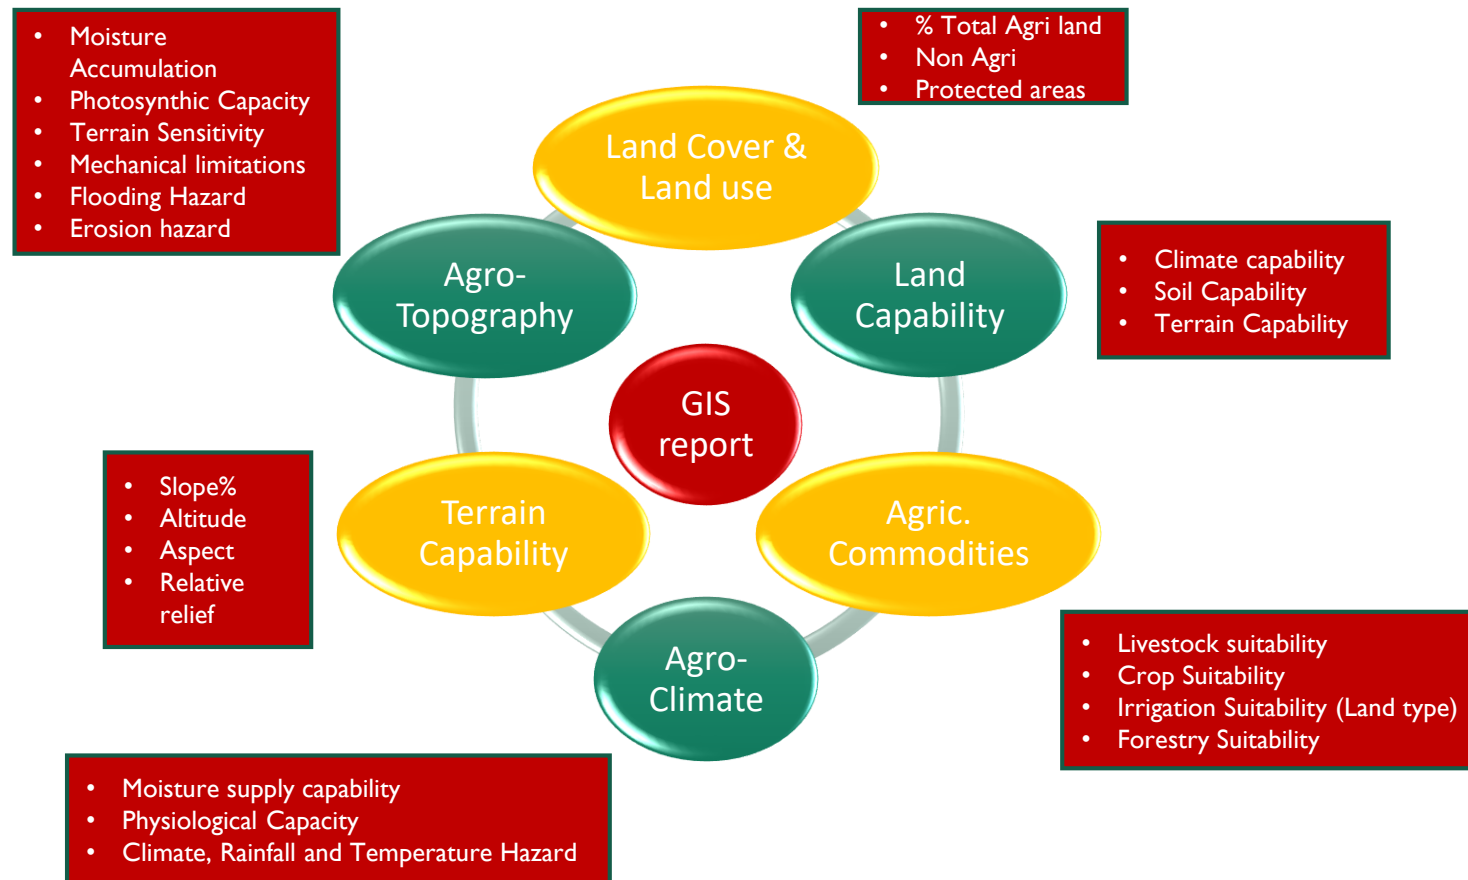 • Moisture
Accumulation
• Photosynthic Capacity
• Terrain Sensitivity
• Mechanical limitations
• Flooding Hazard
• Erosion hazard
• % Total Agri land
• Non Agri
• Protected areas
Land Cover &
Land use
Agro-
Topography
Land
Capability
• Climate capability
• Soil Capability
• Terrain Capability
GIS
report
• Slope%
• Altitude
• Aspect
• Relative
relief
Terrain
Capability
Agric.
Commodities
Agro-
Climate
• Livestock suitability
• Crop Suitability
• Irrigation Suitability (Land type)
• Forestry Suitability
• Moisture supply capability
• Physiological Capacity
• Climate, Rainfall and Temperature Hazard